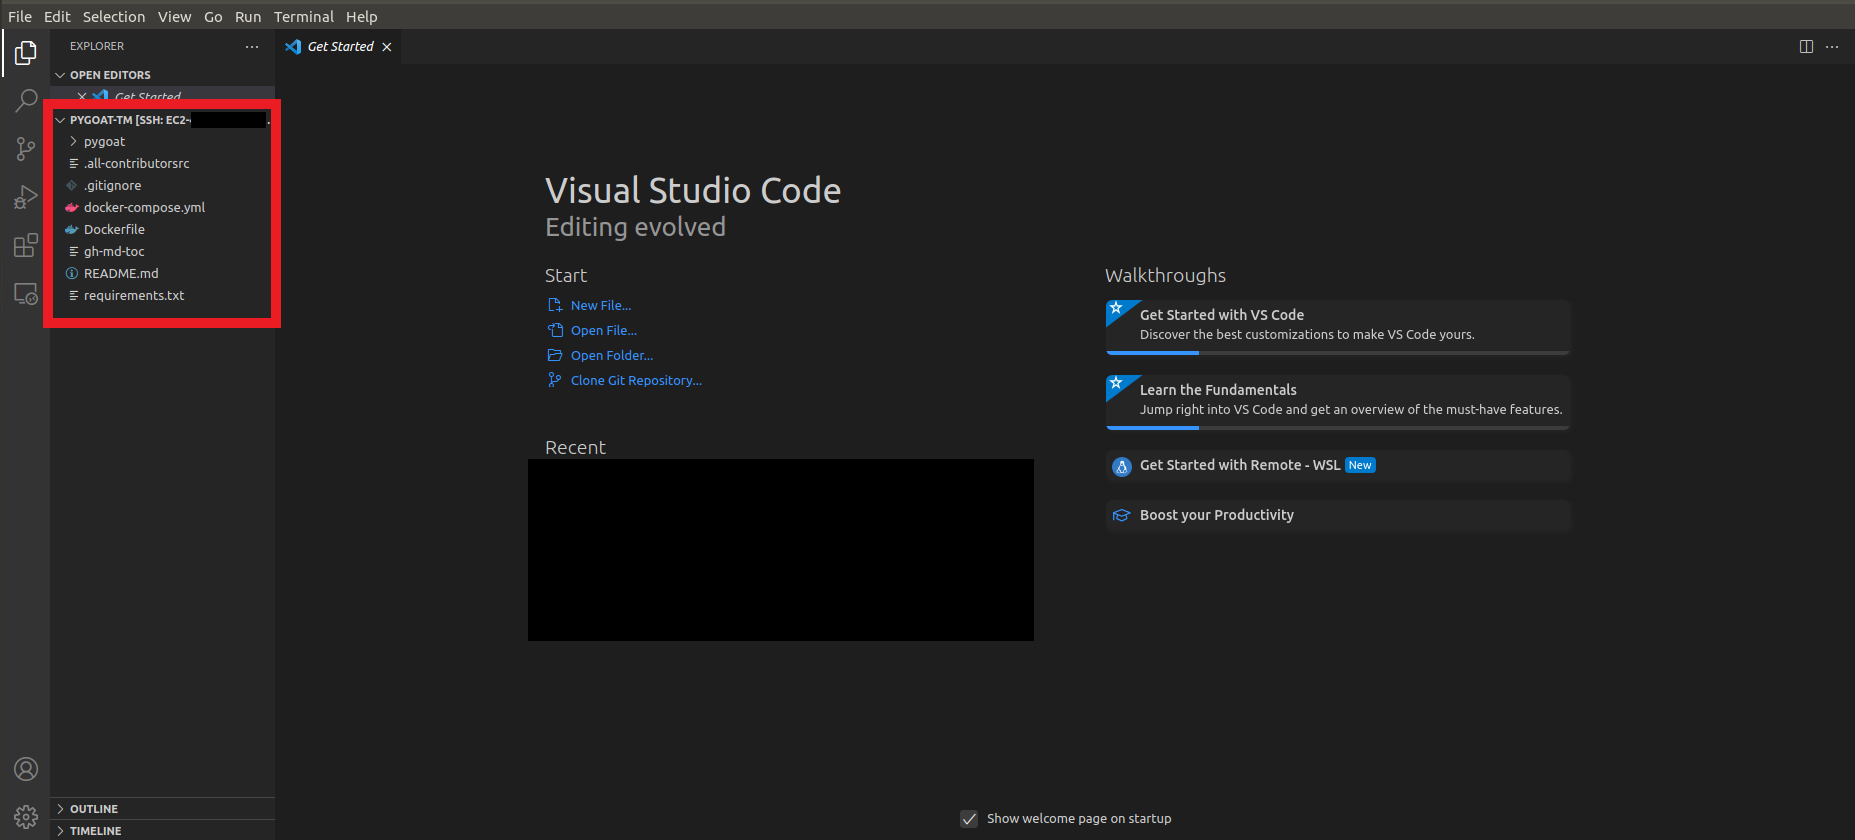 File Edit Selection View Go Run Terminal Help
EXPLORER
Get Started
OPEN EDITORS
Get Started
PYGOAT-TM [SSH: EC2-
pygoat
.all-contributorsrc
.gitignore
docker-compose.yml
Dockerfile
gh-md-toc
README.md
requirements.txt
OUTLINE
TIMELINE
Visual Studio Code
Editing evolved
Start
New File...
Open File...
Open Folder...
Clone Git Repository...
Recent
Walkthroughs
Get Started with VS Code
Discover the best customizations to make VS Code yours.
Learn the Fundamentals
Jump right into VS Code and get an overview of the must-have features.
Get Started with Remote - WSL New
Boost your Productivity
Show welcome page on startup